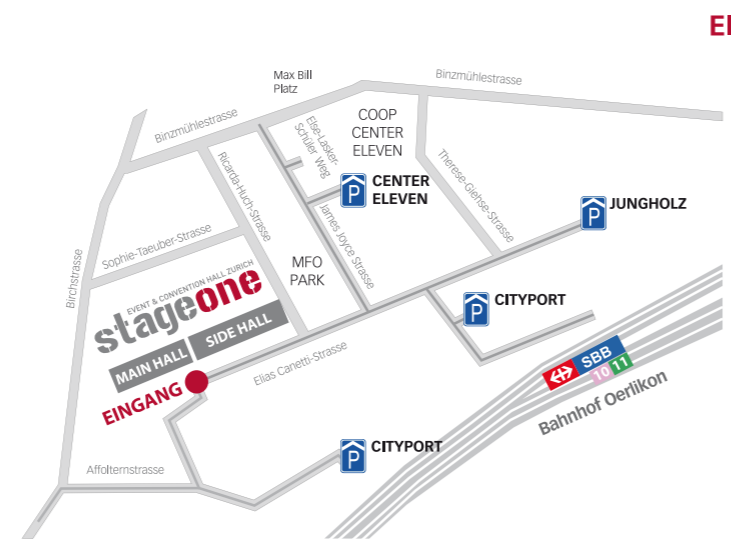 EI
Max Bill
Platz
Binzmühlestrasse
Binzmühlestrasse
COOP
CENTER
ELEVEN
Else-Lasker-
Schüler Weg
Ricarda-Huch-Strasse
P
CENTER
ELEVEN
Therese-Giehse-Strasse
P
JUNGHOLZ
James Joyce Strasse
Sophie-Taeuber-Strasse
Birchstrasse
MFO
PARK
EVENT & CONVENTION HALL ZURICH
stageone
MAIN HALL
SIDE HALL
P
CITYPORT
Elias Canetti-Strasse
EINGANG
SBB
10
11
Bahnhof Oerlikon
P
CITYPORT
Affolternstrasse